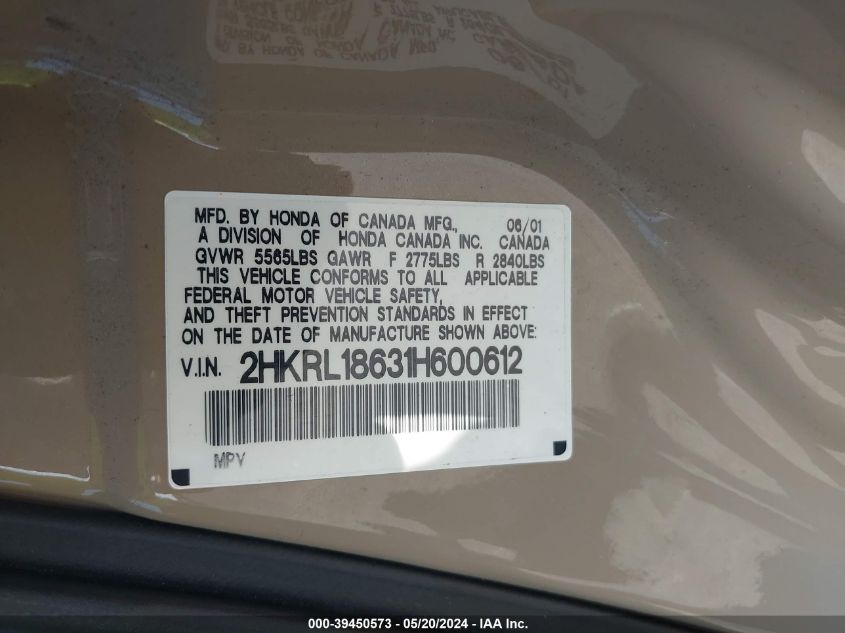 MFD. BY HONDA OF CANADA MFG., 06/01
A DIVISION OF HONDA CANADA INC. CANADA
GVWR 5565LBS GAWR F 2775LBS R 2840LBS
THIS VEHICLE CONFORMS TO ALL APPLICABLE
FEDERAL MOTOR VEHICLE SAFETY,
AND THEFT PREVENTION STANDARDS IN EFFECT
ON THE DATE OF MANUFACTURE SHOWN ABOVE:
V.I.N. 2HKRL18631H600612
MPV
000-39450573 - 05/20/2024 - IAA Inc.